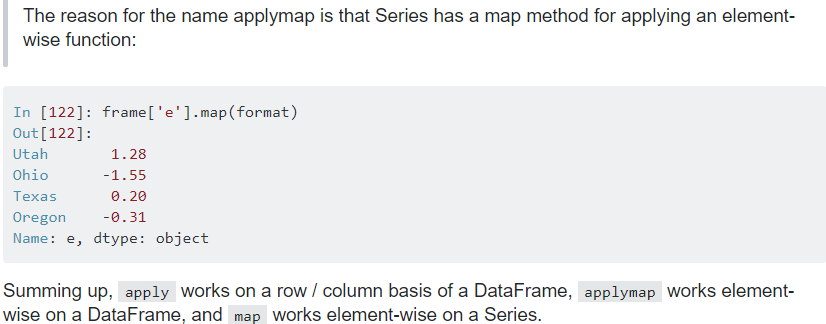 The reason for the name applymap is that Series has a map method for applying an element-
wise function:
In [122]: frame['e'].map(format)
Out[122]:
Utah       1.28
Ohio      -1.55
Texas      0.20
Oregon    -0.31
Name: e, dtype: object
Summing up, apply works on a row / column basis of a DataFrame, applymap works element-
wise on a DataFrame, and map works element-wise on a Series.